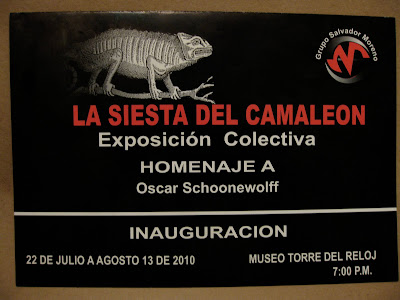 Grupo Salvador Moreno
LA SIESTA DEL CAMALEON
Exposición Colectiva
HOMENAJE A
Oscar Schoonewolff
INAUGURACION
22 DE JULIO A AGOSTO 13 DE 2010
MUSEO TORRE DEL RELOJ
7:00 P.M.